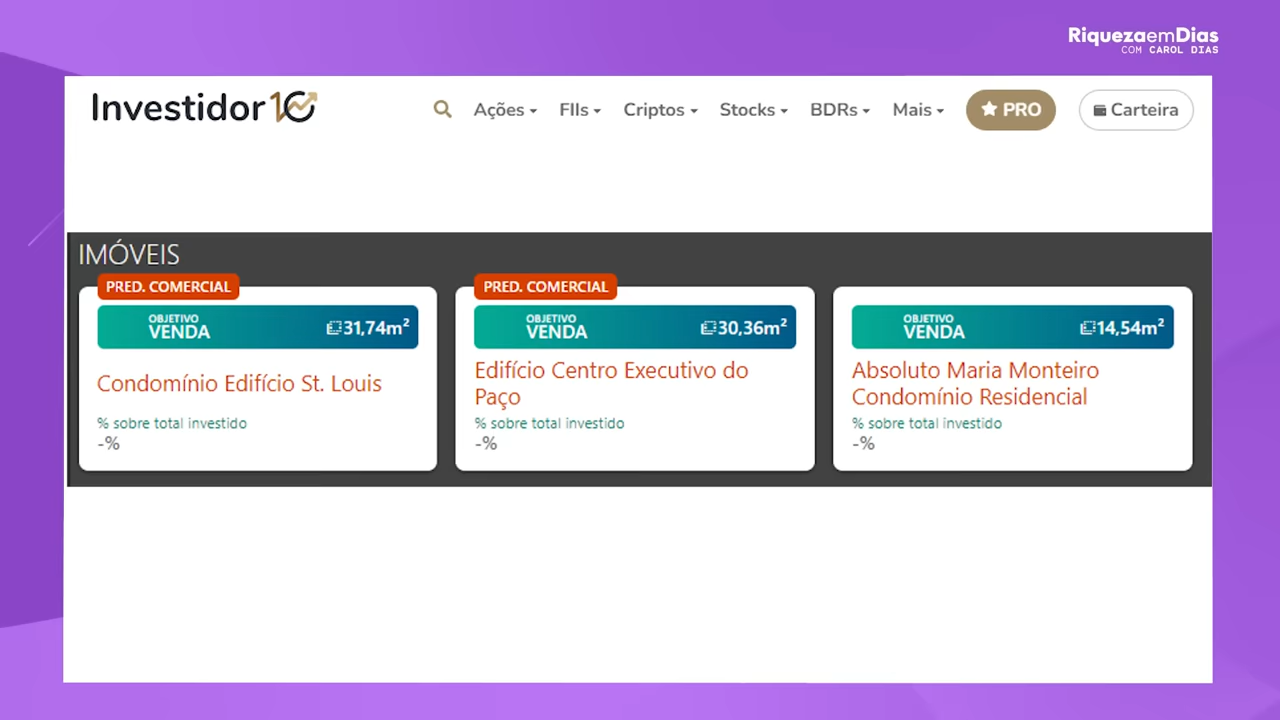 RiquezaemDias
COM CAROL DIAS
Investidor10
Ações
FIIs
Criptos
Stocks
BDRs
Mais
PRO
Carteira
IMÓVEIS
PRED. COMERCIAL
OBJETIVO
VENDA
31,74m²
Condomínio Edifício St. Louis
% sobre total investido
-%
PRED. COMERCIAL
OBJETIVO
VENDA
30,36m²
Edifício Centro Executivo do
Paço
% sobre total investido
-%
OBJETIVO
VENDA
14,54m²
Absoluto Maria Monteiro
Condomínio Residencial
% sobre total investido
-%